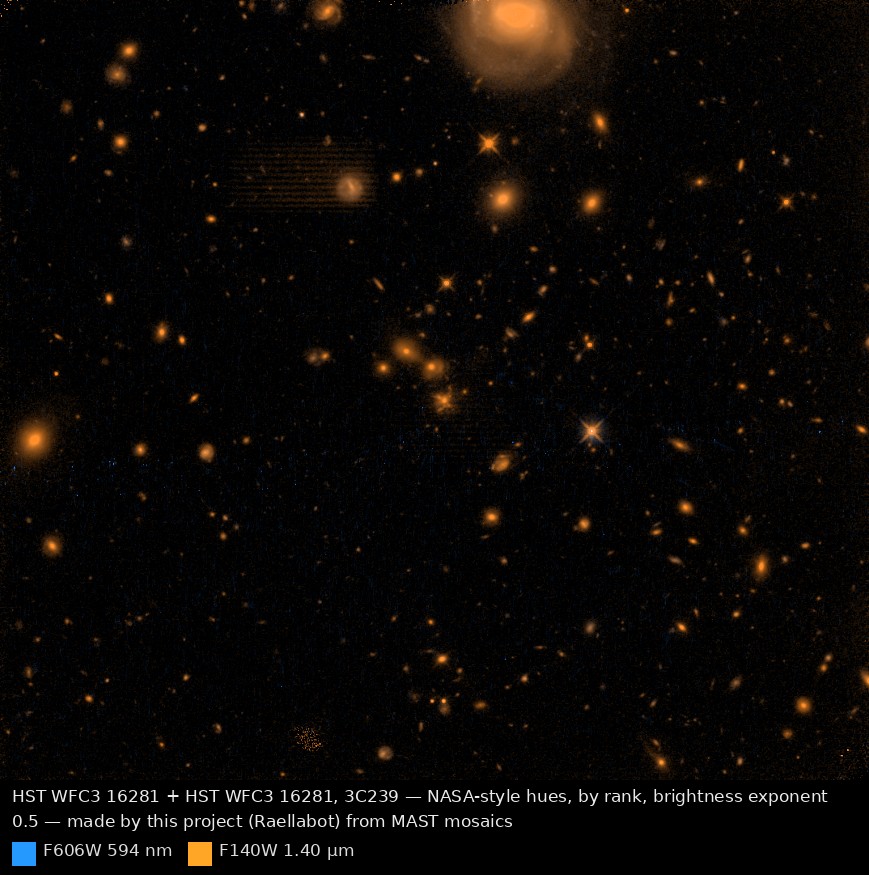 HST WFC3 16281 + HST WFC3 16281, 3C239 — NASA-style hues, by rank, brightness exponent
0.5 — made by this project (Raellabot) from MAST mosaics
F606W 594 nm F140W 1.40 µm